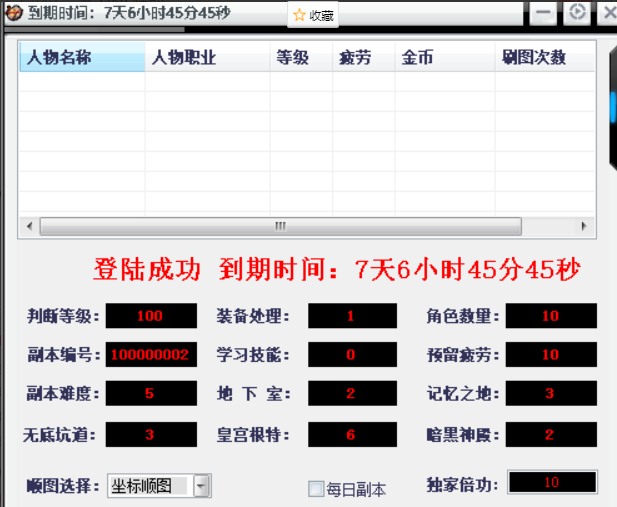 到期时间：7天6小时45分45秒
收藏
人物名称 人物职业 等级 疲劳 金币 刷图次数
登陆成功 到期时间：7天6小时45分45秒
判断等级：100 装备处理：1 角色数量：10
副本编号：100000002 学习技能：0 预留疲劳：10
副本难度：5 地下室：2 记忆之地：3
无底坑道：3 皇宫根特：6 暗黑神殿：2
顺图选择：坐标顺图 每日副本 独家倍功：10